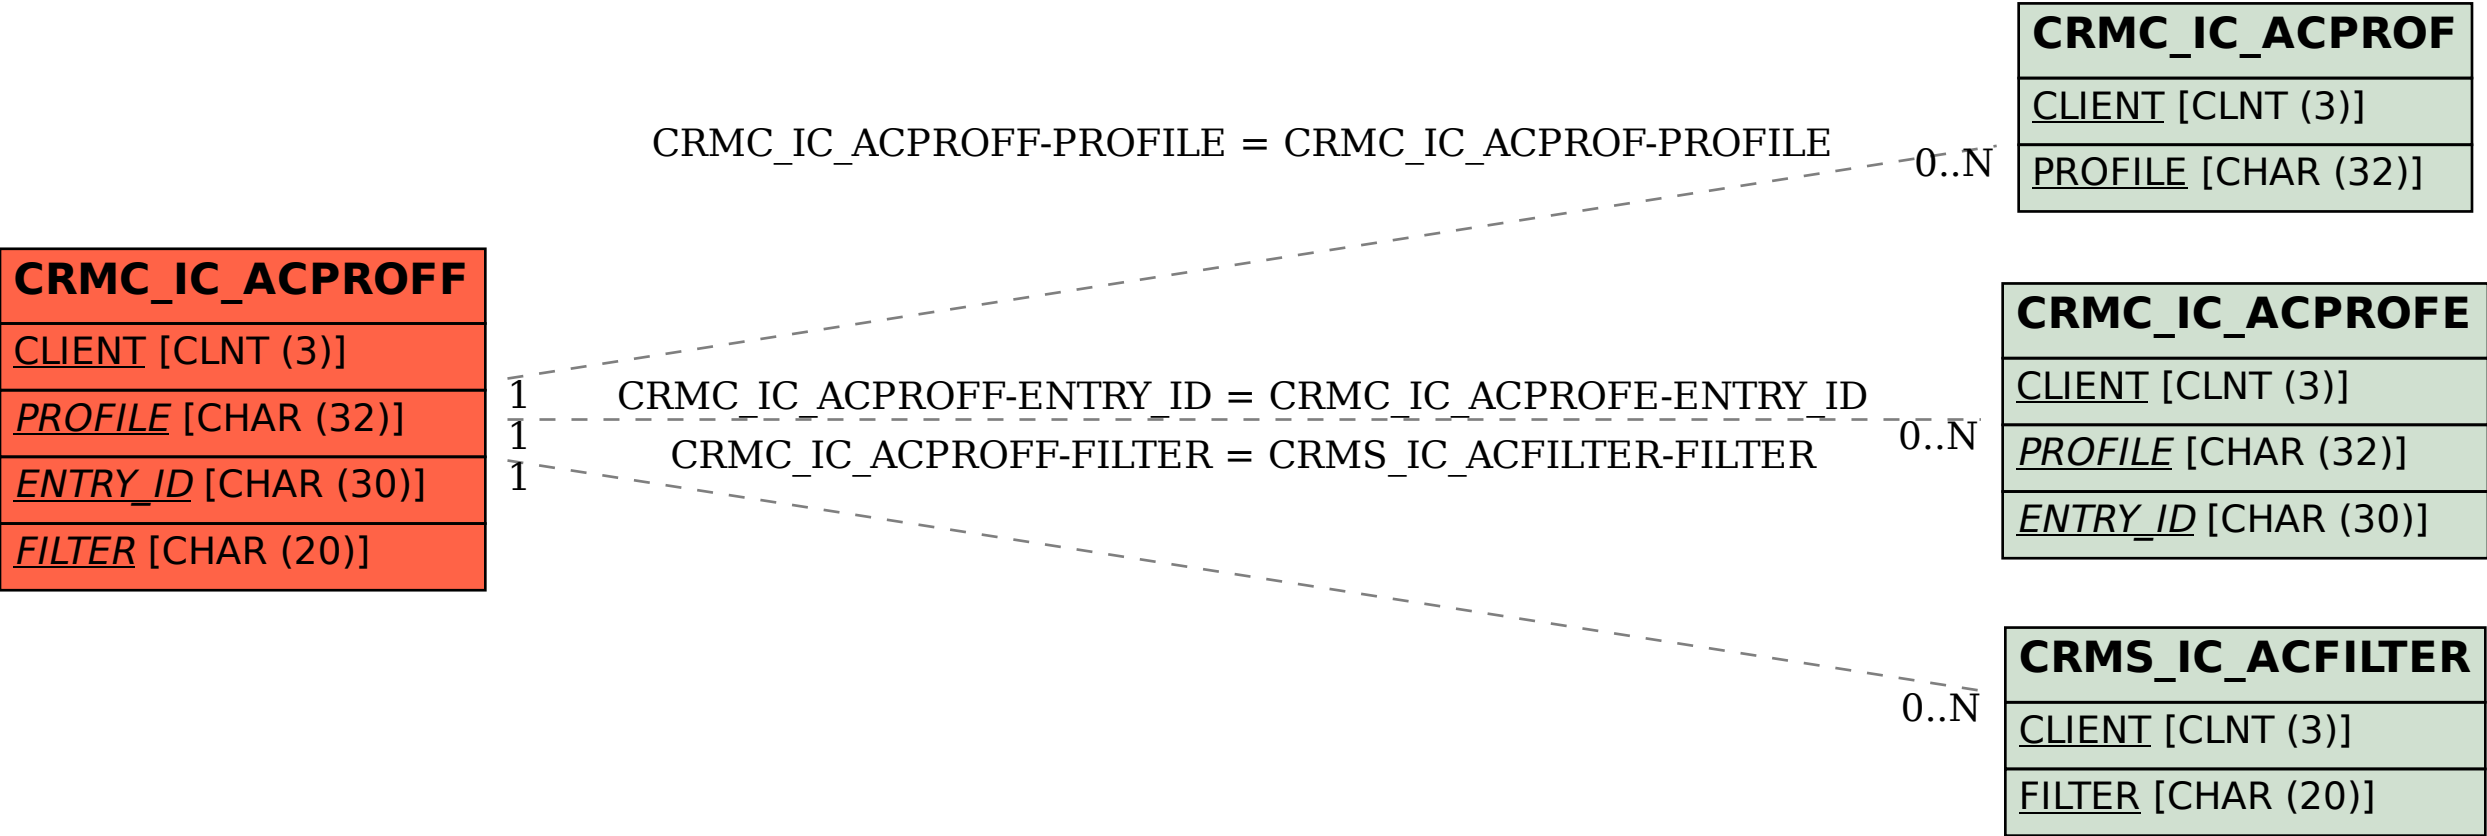 CRMC_IC_ACPROF
CLIENT [CLNT (3)]
PROFILE [CHAR (32)]
CRMC_IC_ACPROFF-PROFILE = CRMC_IC_ACPROF-PROFILE
0..N
CRMC_IC_ACPROFF
CLIENT [CLNT (3)]
PROFILE [CHAR (32)]
ENTRY_ID [CHAR (30)]
FILTER [CHAR (20)]
1
1
1
CRMC_IC_ACPROFF-ENTRY_ID = CRMC_IC_ACPROFE-ENTRY_ID
0..N
CRMC_IC_ACPROFF-FILTER = CRMS_IC_ACFILTER-FILTER
0..N
CRMC_IC_ACPROFE
CLIENT [CLNT (3)]
PROFILE [CHAR (32)]
ENTRY_ID [CHAR (30)]
CRMS_IC_ACFILTER
CLIENT [CLNT (3)]
FILTER [CHAR (20)]